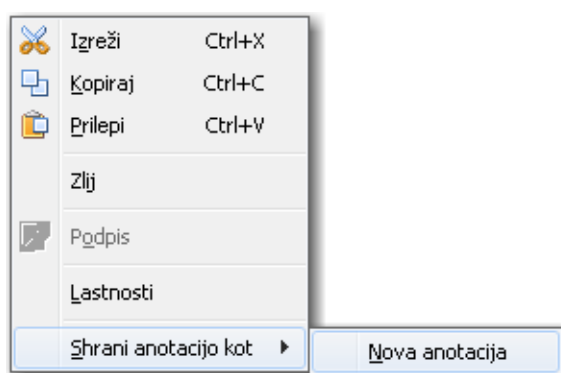 Izreži Ctrl+X
Kopiraj Ctrl+C
Prilepi Ctrl+V
Zlij
Podpis
Lastnosti
Shrani anotacijo kot
Nova anotacija